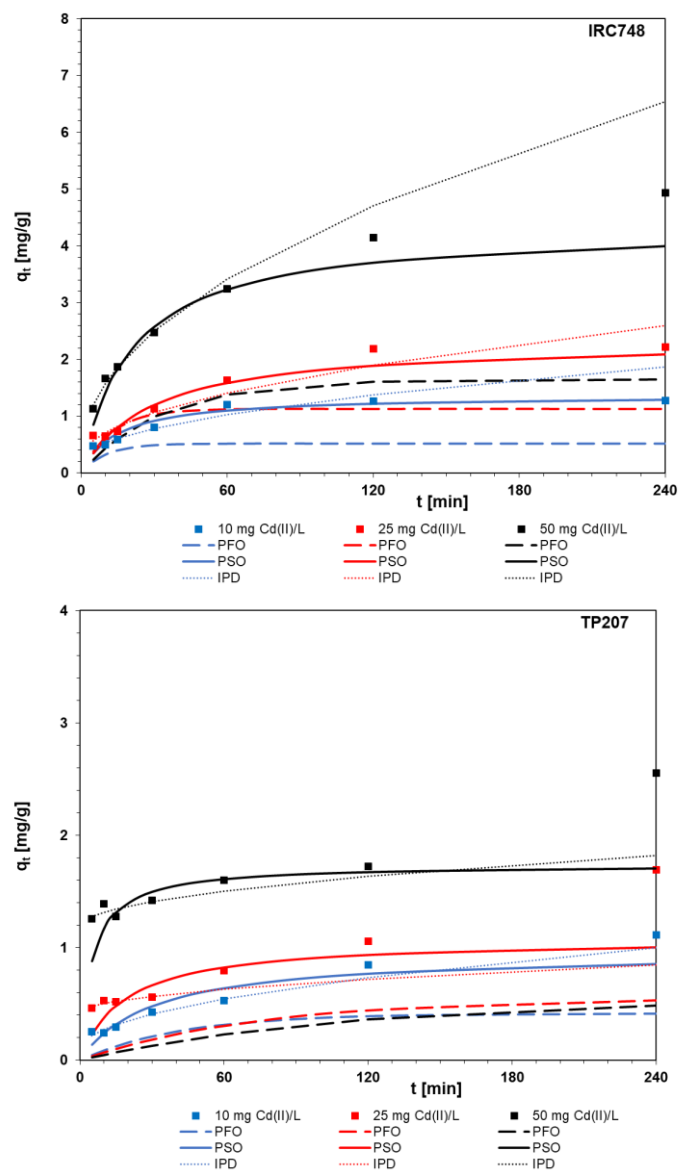 IRC748
8
7
6
5
4
3
2
1
0
qt [mg/g]
0 60 120 180 240
t [min]
10 mg Cd(II)/L 25 mg Cd(II)/L 50 mg Cd(II)/L
PFO PFO PFO
PSO PSO PSO
IPD IPD IPD
TP207
4
3
2
1
0
qt [mg/g]
0 60 120 180 240
t [min]
10 mg Cd(II)/L 25 mg Cd(II)/L 50 mg Cd(II)/L
PFO PFO PFO
PSO PSO PSO
IPD IPD IPD